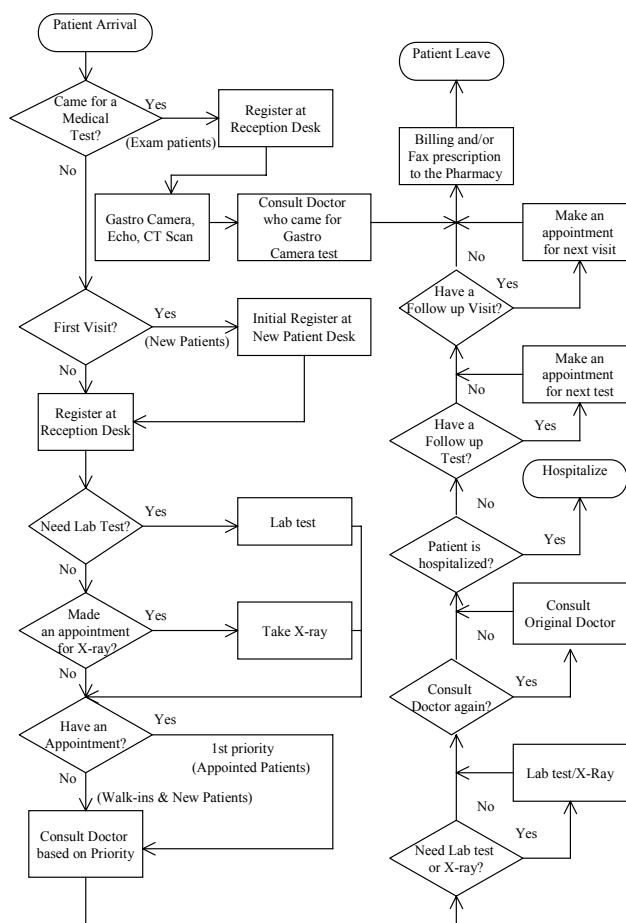 Patient Arrival
Came for a
Medical
Test?
Yes
(Exam patients)
No
Register at
Reception Desk
Gastro Camera,
Echo, CT Scan
Consult Doctor
who came for
Gastro
Camera test
First Visit?
Yes
(New Patients)
No
Initial Register at
New Patient Desk
Register at
Reception Desk
Need Lab Test?
Yes
No
Lab test
Made
an appointment
for X-ray?
Yes
No
Take X-ray
Have an
Appointment?
Yes
1st priority
(Appointed Patients)
No
(Walk-ins & New Patients)
Consult Doctor
based on Priority
Patient Leave
Billing and/or
Fax prescription
to the Pharmacy
Make an
appointment
for next visit
No
Yes
Have a
Follow up Visit?
Make an
appointment
for next test
No
Yes
Have a
Follow up
Test?
Hospitalize
No
Yes
Patient is
hospitalized?
Consult
Original Doctor
No
Yes
Consult
Doctor again?
Lab test/X-Ray
No
Yes
Need Lab test
or X-ray?